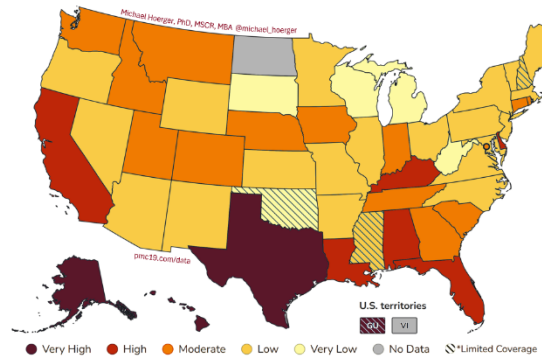 Michael Hoerger, PhD, MSCR, MBA @michael_hoerger
pmc19.com/data
U.S. territories
GU VI
Very High High Moderate Low Very Low No Data *Limited Coverage